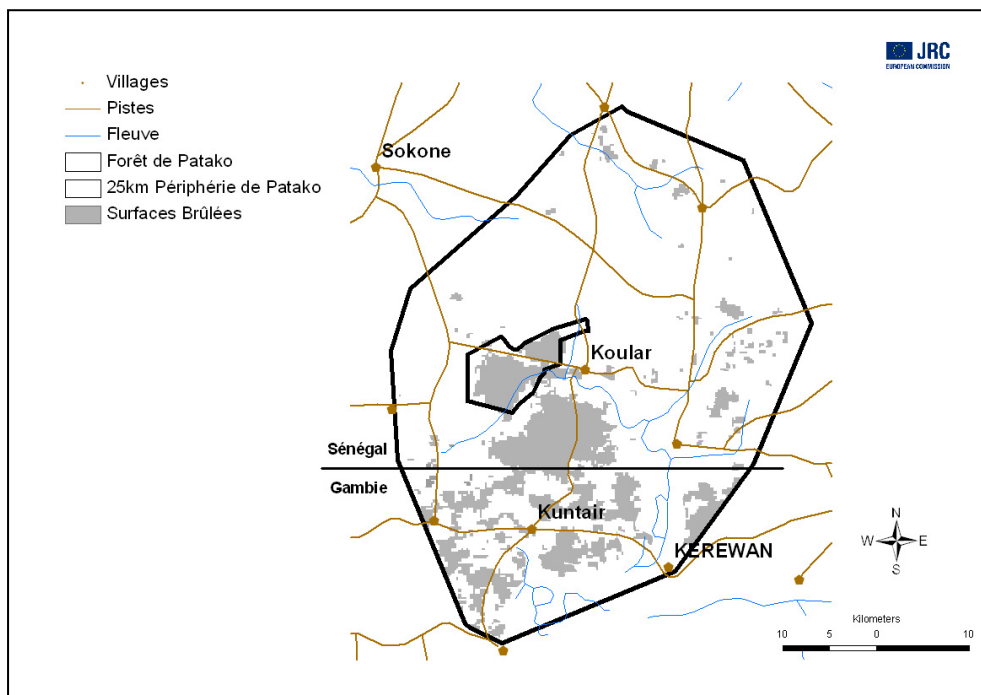 JRC
EUROPEAN COMMISSION
Villages
Pistes
Fleuve
Forêt de Patako
25km Périphérie de Patako
Surfaces Brûlées
Sokone
Koular
Sénégal
Gambie
Kuntair
KEREWAN
N
W E
S
Kilometers
10 5 0 10